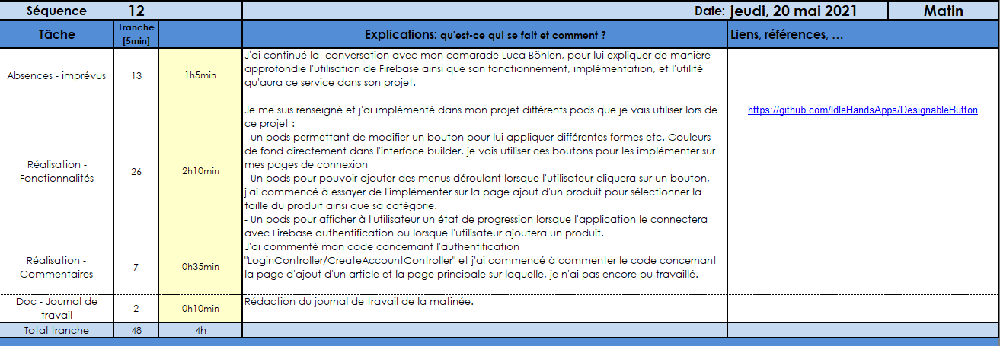 Séquence 12 Date: jeudi, 20 mai 2021 Matin
Tâche Tranche [5min] Explications: qu'est-ce qui se fait et comment ? Liens, références, ...
Absences - imprévus 13 1h5min
J'ai continué la  conversation avec mon camarade Luca Böhlen, pour lui expliquer de manière
approfondie l'utilisation de Firebase ainsi que son fonctionnement, implémentation, et l'utilité
qu'aura ce service dans son projet.
Réalisation -
Fonctionnalités 26 2h10min
Je me suis renseigné et j'ai implémenté dans mon projet différents pods que je vais utiliser lors de
ce projet :
- un pods permettant de modifier un bouton pour lui appliquer différentes formes etc. Couleurs
de fond directement dans l'interface builder, je vais utiliser ces boutons pour les implémenter sur
mes pages de connexion
- Un pods pour pouvoir ajouter des menus déroulant lorsque l'utilisateur cliquera sur un bouton,
j'ai commencé à essayer de l'implémenter sur la page ajout d'un produit pour sélectionner la
taille du produit ainsi que sa catégorie.
- Un pods pour afficher à l'utilisateur un état de progression lorsque l'application le connectera
avec Firebase authentification ou lorsque l'utilisateur ajoutera un produit.
https://github.com/IdleHandsApps/DesignableButton
Réalisation -
Commentaires 7 0h35min
J'ai commenté mon code concernant l'authentification
"LoginController/CreateAccountController" et j'ai commencé à commenter le code concernant
la page d'ajout d'un article et la page principale sur laquelle, je n'ai pas encore pu travaillé.
Doc - Journal de
travail 2 0h10min
Rédaction du journal de travail de la matinée.
Total tranche 48 4h